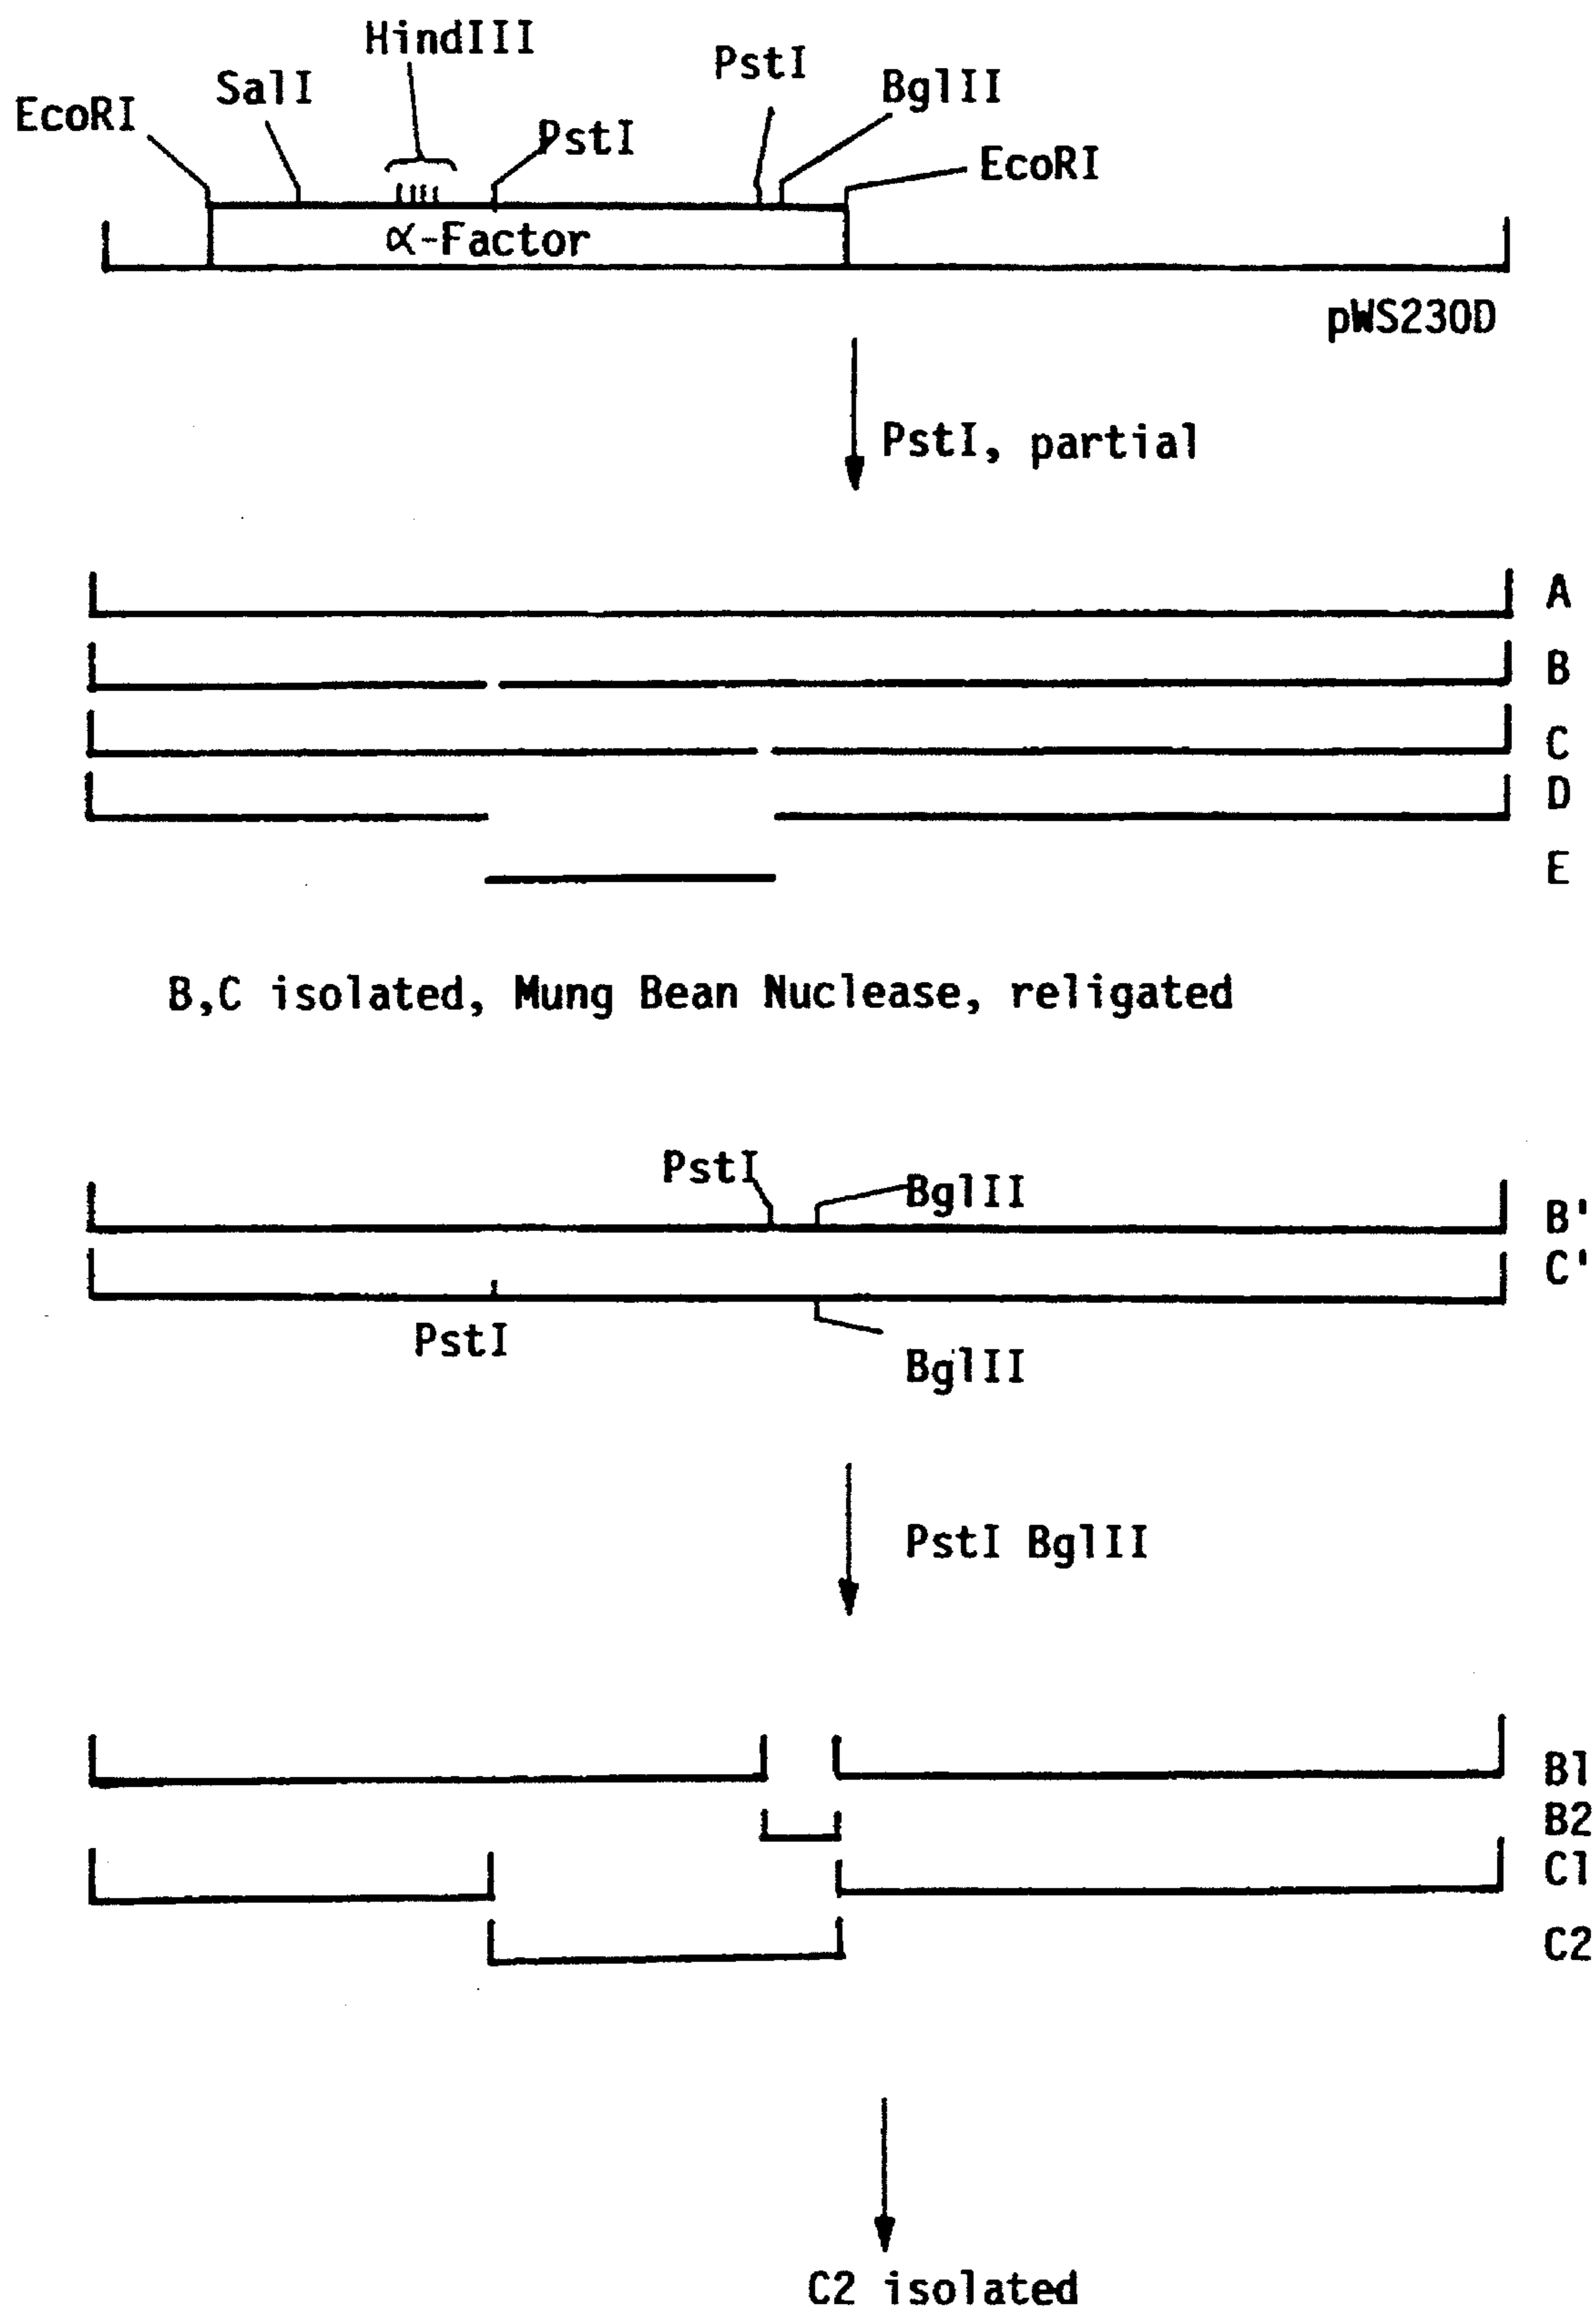 HindIII
PstI
SalI
BglII
EcoRI
PstI
EcoRI
α-Factor
pWS230D
PstI, partial
A
B
C
D
E
B,C isolated, Mung Bean Nuclease, religated
PstI
BglII
B'
C'
PstI
BglII
PstI BglII
B1
B2
C1
C2
C2 isolated